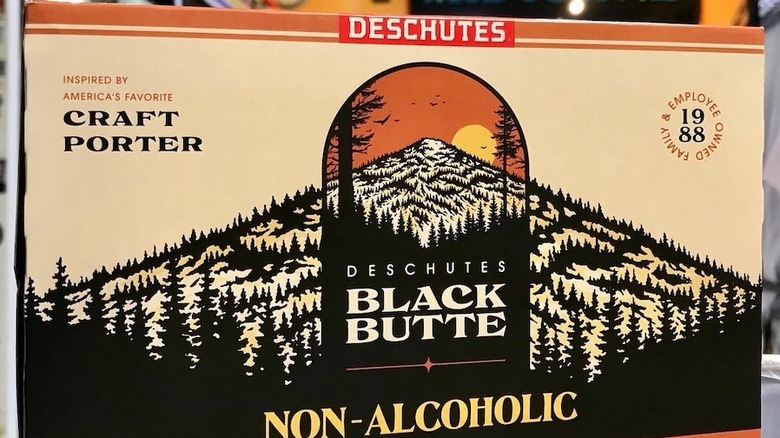 DESCHUTES
INSPIRED BY
AMERICA'S FAVORITE
CRAFT
PORTER
FAMILY & EMPLOYEE OWNED
19
88
DESCHUTES
BLACK
BUTTE
NON-ALCOHOLIC